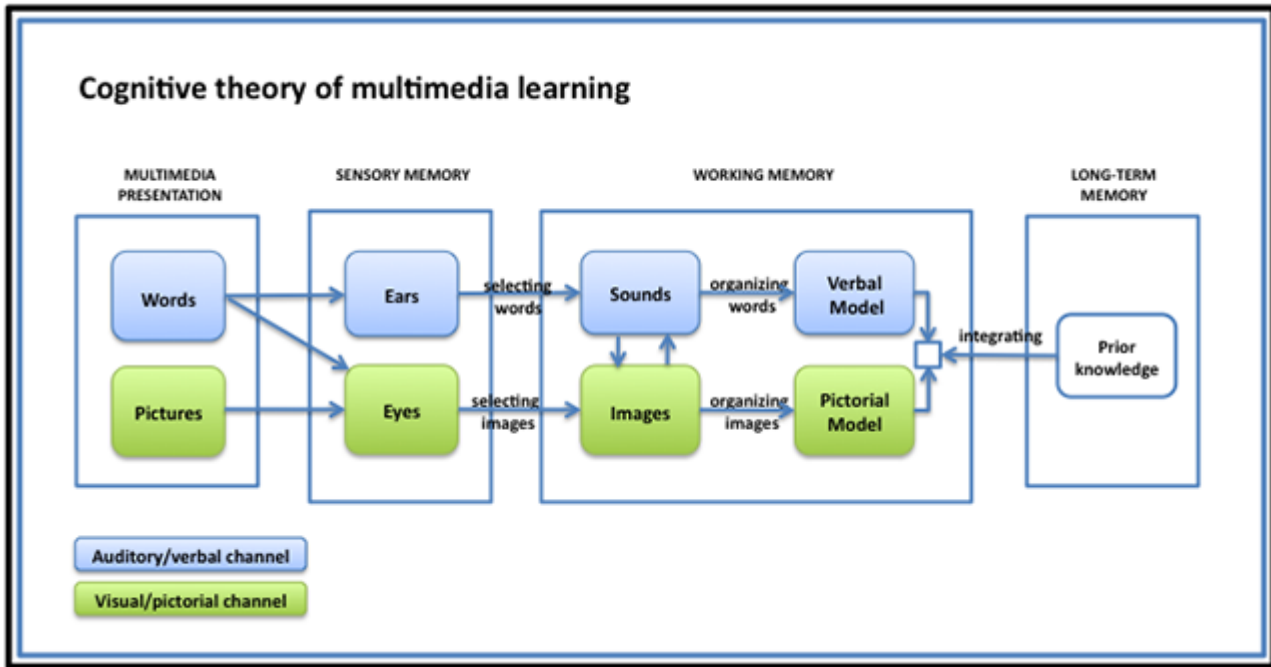 Cognitive theory of multimedia learning
MULTIMEDIA
PRESENTATION
SENSORY MEMORY
WORKING MEMORY
LONG-TERM
MEMORY
Words
Ears
selecting
words
Sounds
organizing
words
Verbal
Model
integrating
Prior
knowledge
Pictures
Eyes
selecting
images
Images
organizing
images
Pictorial
Model
Auditory/verbal channel
Visual/pictorial channel